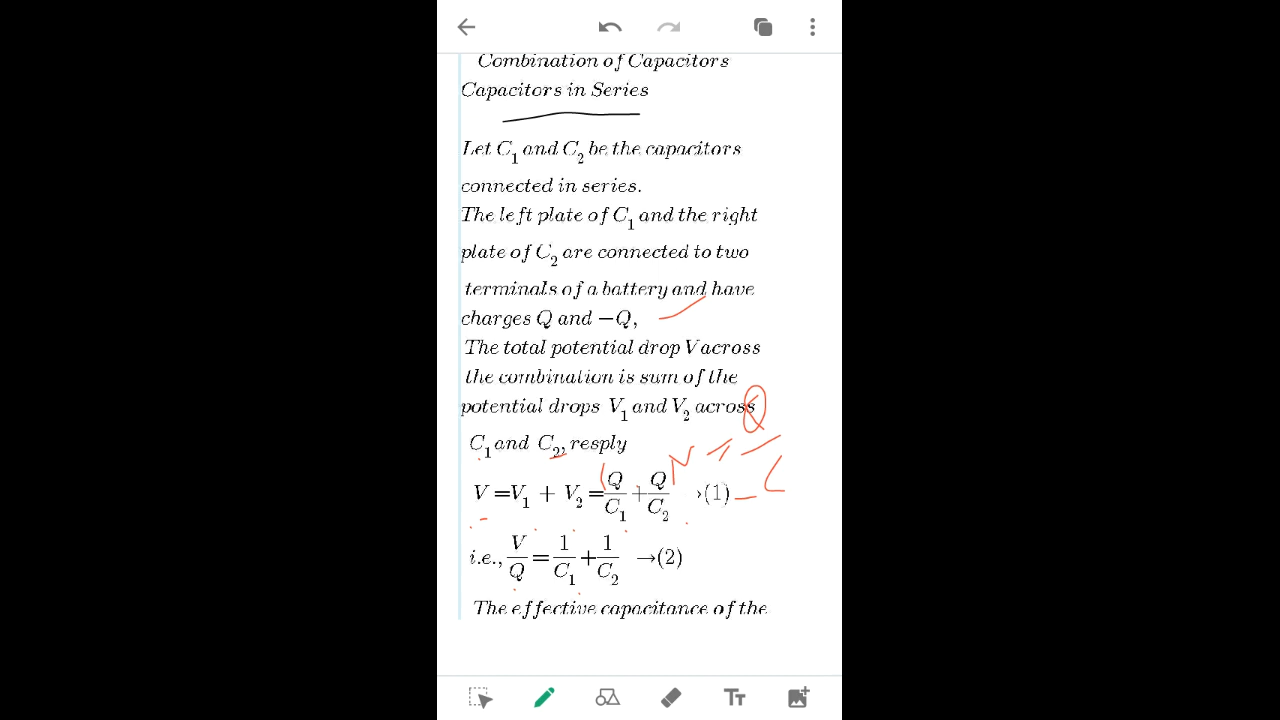 Combination of Capacitors
Capacitors in Series
Let C₁ and C₂ be the capacitors
connected in series.
The left plate of C₁ and the right
plate of C₂ are connected to two
terminals of a battery and have
charges Q and −Q,
The total potential drop V across
the combination is sum of the
potential drops V₁ and V₂ across
C₁ and C₂, resply
V = V₁ + V₂ = Q/C₁ + Q/C₂ →(1)
i.e., V/Q = 1/C₁ + 1/C₂ →(2)
The effective capacitance of the
Tт